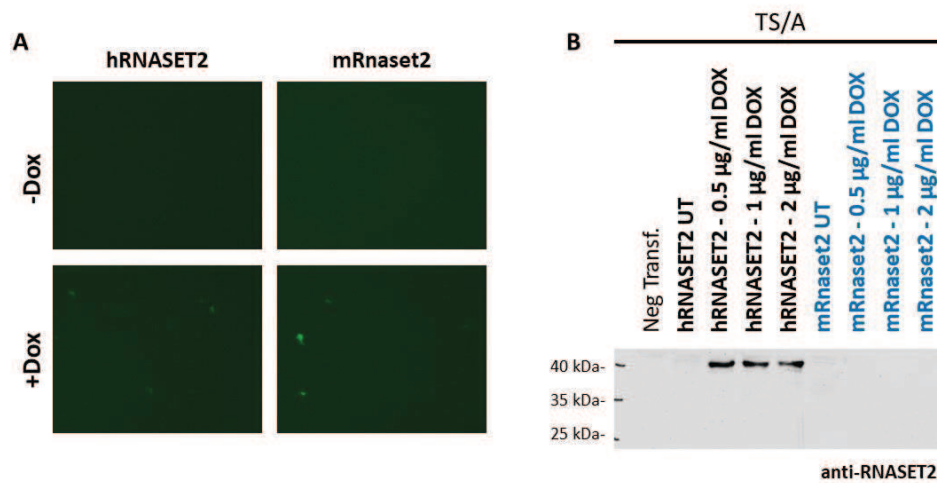 A
hRNASET2
mRnaset2
-Dox
+Dox
B
TS/A
Neg Transf.
hRNASET2 UT
hRNASET2 - 0.5 µg/ml DOX
hRNASET2 - 1 µg/ml DOX
hRNASET2 - 2 µg/ml DOX
mRnaset2 UT
mRnaset2 - 0.5 µg/ml DOX
mRnaset2 - 1 µg/ml DOX
mRnaset2 - 2 µg/ml DOX
40 kDa-
35 kDa-
25 kDa-
anti-RNASET2